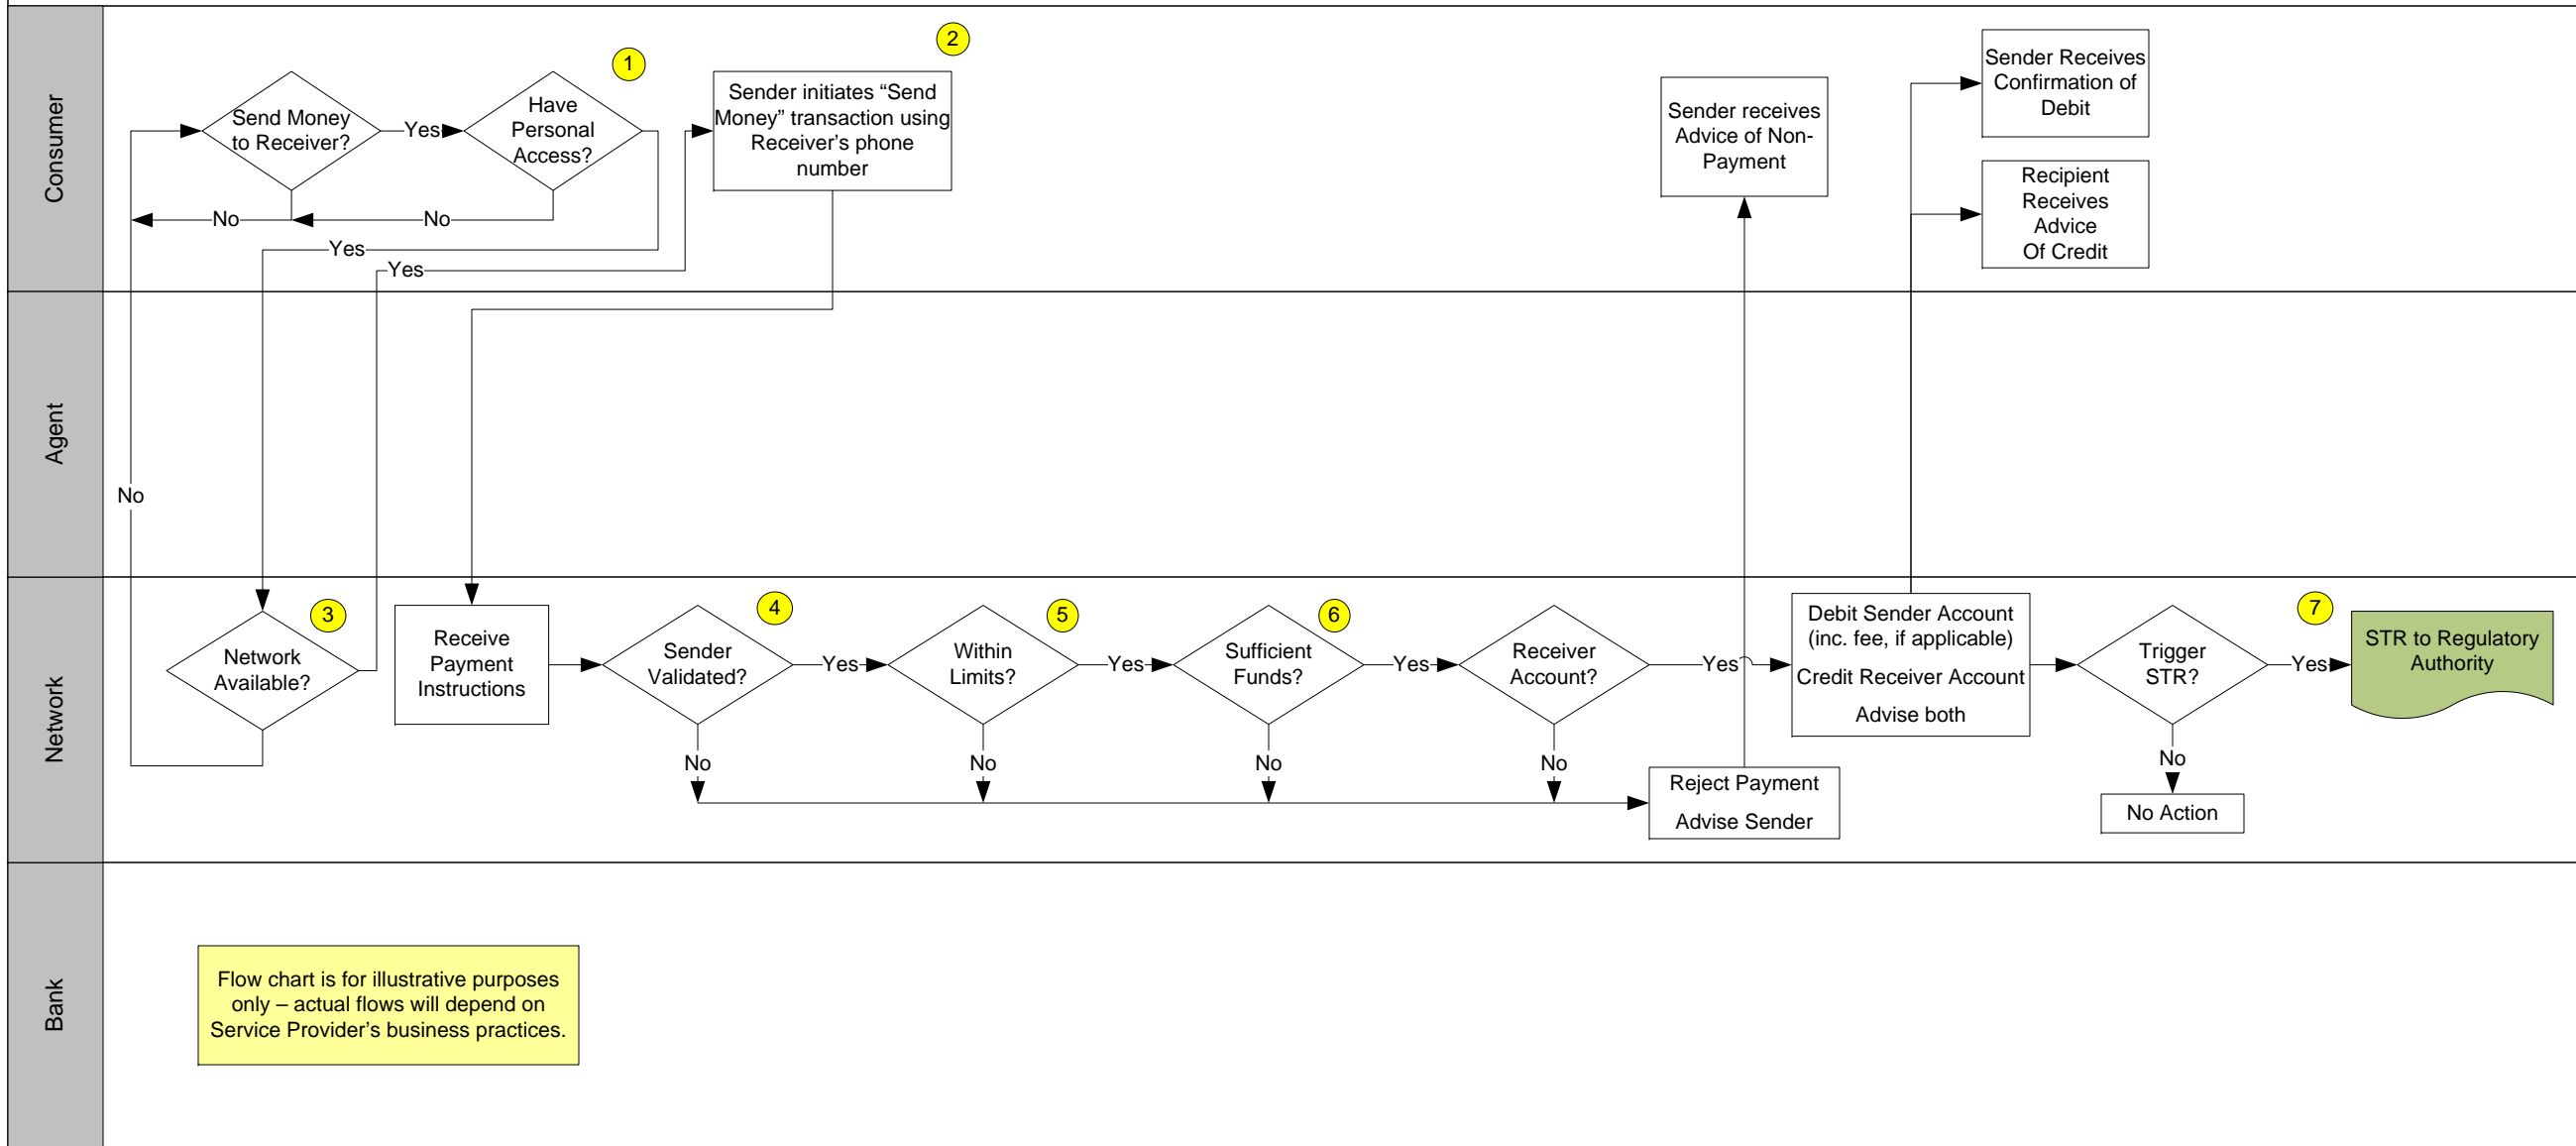 Consumer
1
2
Send Money
to Receiver?
Yes
Have
Personal
Access?
Sender initiates “Send
Money” transaction using
Receiver’s phone
number
Sender receives
Advice of Non-
Payment
Sender Receives
Confirmation of
Debit
Recipient
Receives
Advice
Of Credit
No
No
Yes
Yes
Agent
No
Network
3
Network
Available?
Receive
Payment
Instructions
4
Sender
Validated?
Yes
5
Within
Limits?
Yes
6
Sufficient
Funds?
Yes
Receiver
Account?
Yes
Debit Sender Account
(inc. fee, if applicable)
Credit Receiver Account
Advise both
Trigger
STR?
Yes
7
STR to Regulatory
Authority
No
No
No
No
No
Reject Payment
Advise Sender
No Action
Bank
Flow chart is for illustrative purposes
only – actual flows will depend on
Service Provider’s business practices.